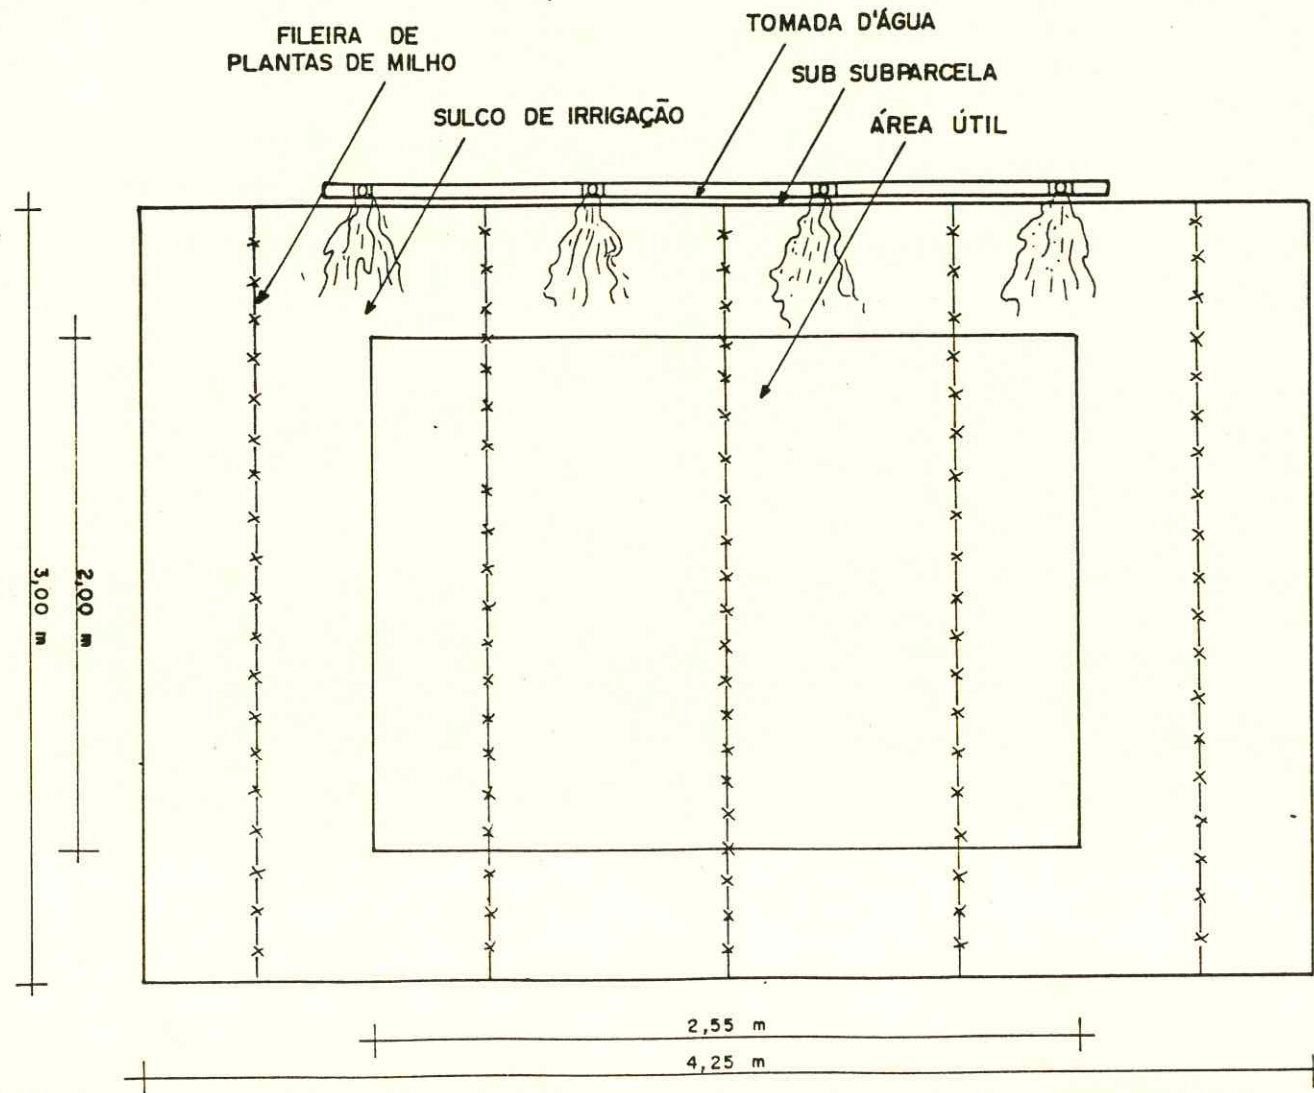 TOMADA D'ÁGUA
FILEIRA DE
PLANTAS DE MILHO
SUB SUBPARCELA
SULCO DE IRRIGAÇÃO
ÁREA ÚTIL
3,00 m
2,00 m
2,55 m
4,25 m